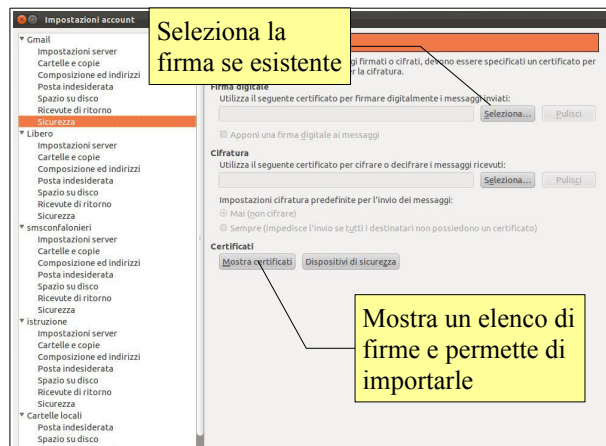 Impostazioni account
Seleziona la
firma se esistente
Gmail
Impostazioni server
Cartelle e copie
Composizione ed indirizzi
Posta indesiderata
Spazio su disco
Ricevute di ritorno
Sicurezza
Libero
Impostazioni server
Cartelle e copie
Composizione ed indirizzi
Posta indesiderata
Spazio su disco
Ricevute di ritorno
Sicurezza
smsconfalonieri
Impostazioni server
Cartelle e copie
Composizione ed indirizzi
Posta indesiderata
Spazio su disco
Ricevute di ritorno
Sicurezza
istruzione
Impostazioni server
Cartelle e copie
Composizione ed indirizzi
Posta indesiderata
Spazio su disco
Ricevute di ritorno
Sicurezza
Cartelle locali
Posta indesiderata
Spazio su disco
gi firmati o cifrati, devono essere specificati un certificato per
er la cifratura.
Firma digitale
Utilizza il seguente certificato per firmare digitalmente i messaggi inviati:
Seleziona... Pulisci
Apponi una firma digitale ai messaggi
Cifratura
Utilizza il seguente certificato per cifrare o decifrare i messaggi ricevuti:
Seleziona... Pulisci
Impostazioni cifratura predefinite per l'invio dei messaggi:
Mai (non cifrare)
Sempre (impedisce l'invio se tutti i destinatari non possiedono un certificato)
Certificati
Mostra certificati Dispositivi di sicurezza
Mostra un elenco di
firme e permette di
importarle